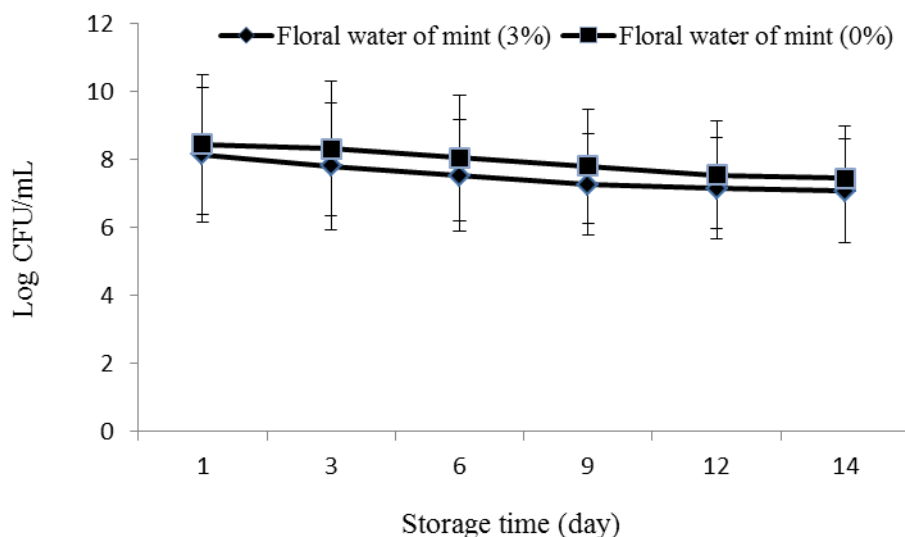 12
Floral water of mint (3%) Floral water of mint (0%)
10
8
6
4
2
0
Log CFU/mL
1 3 6 9 12 14
Storage time (day)